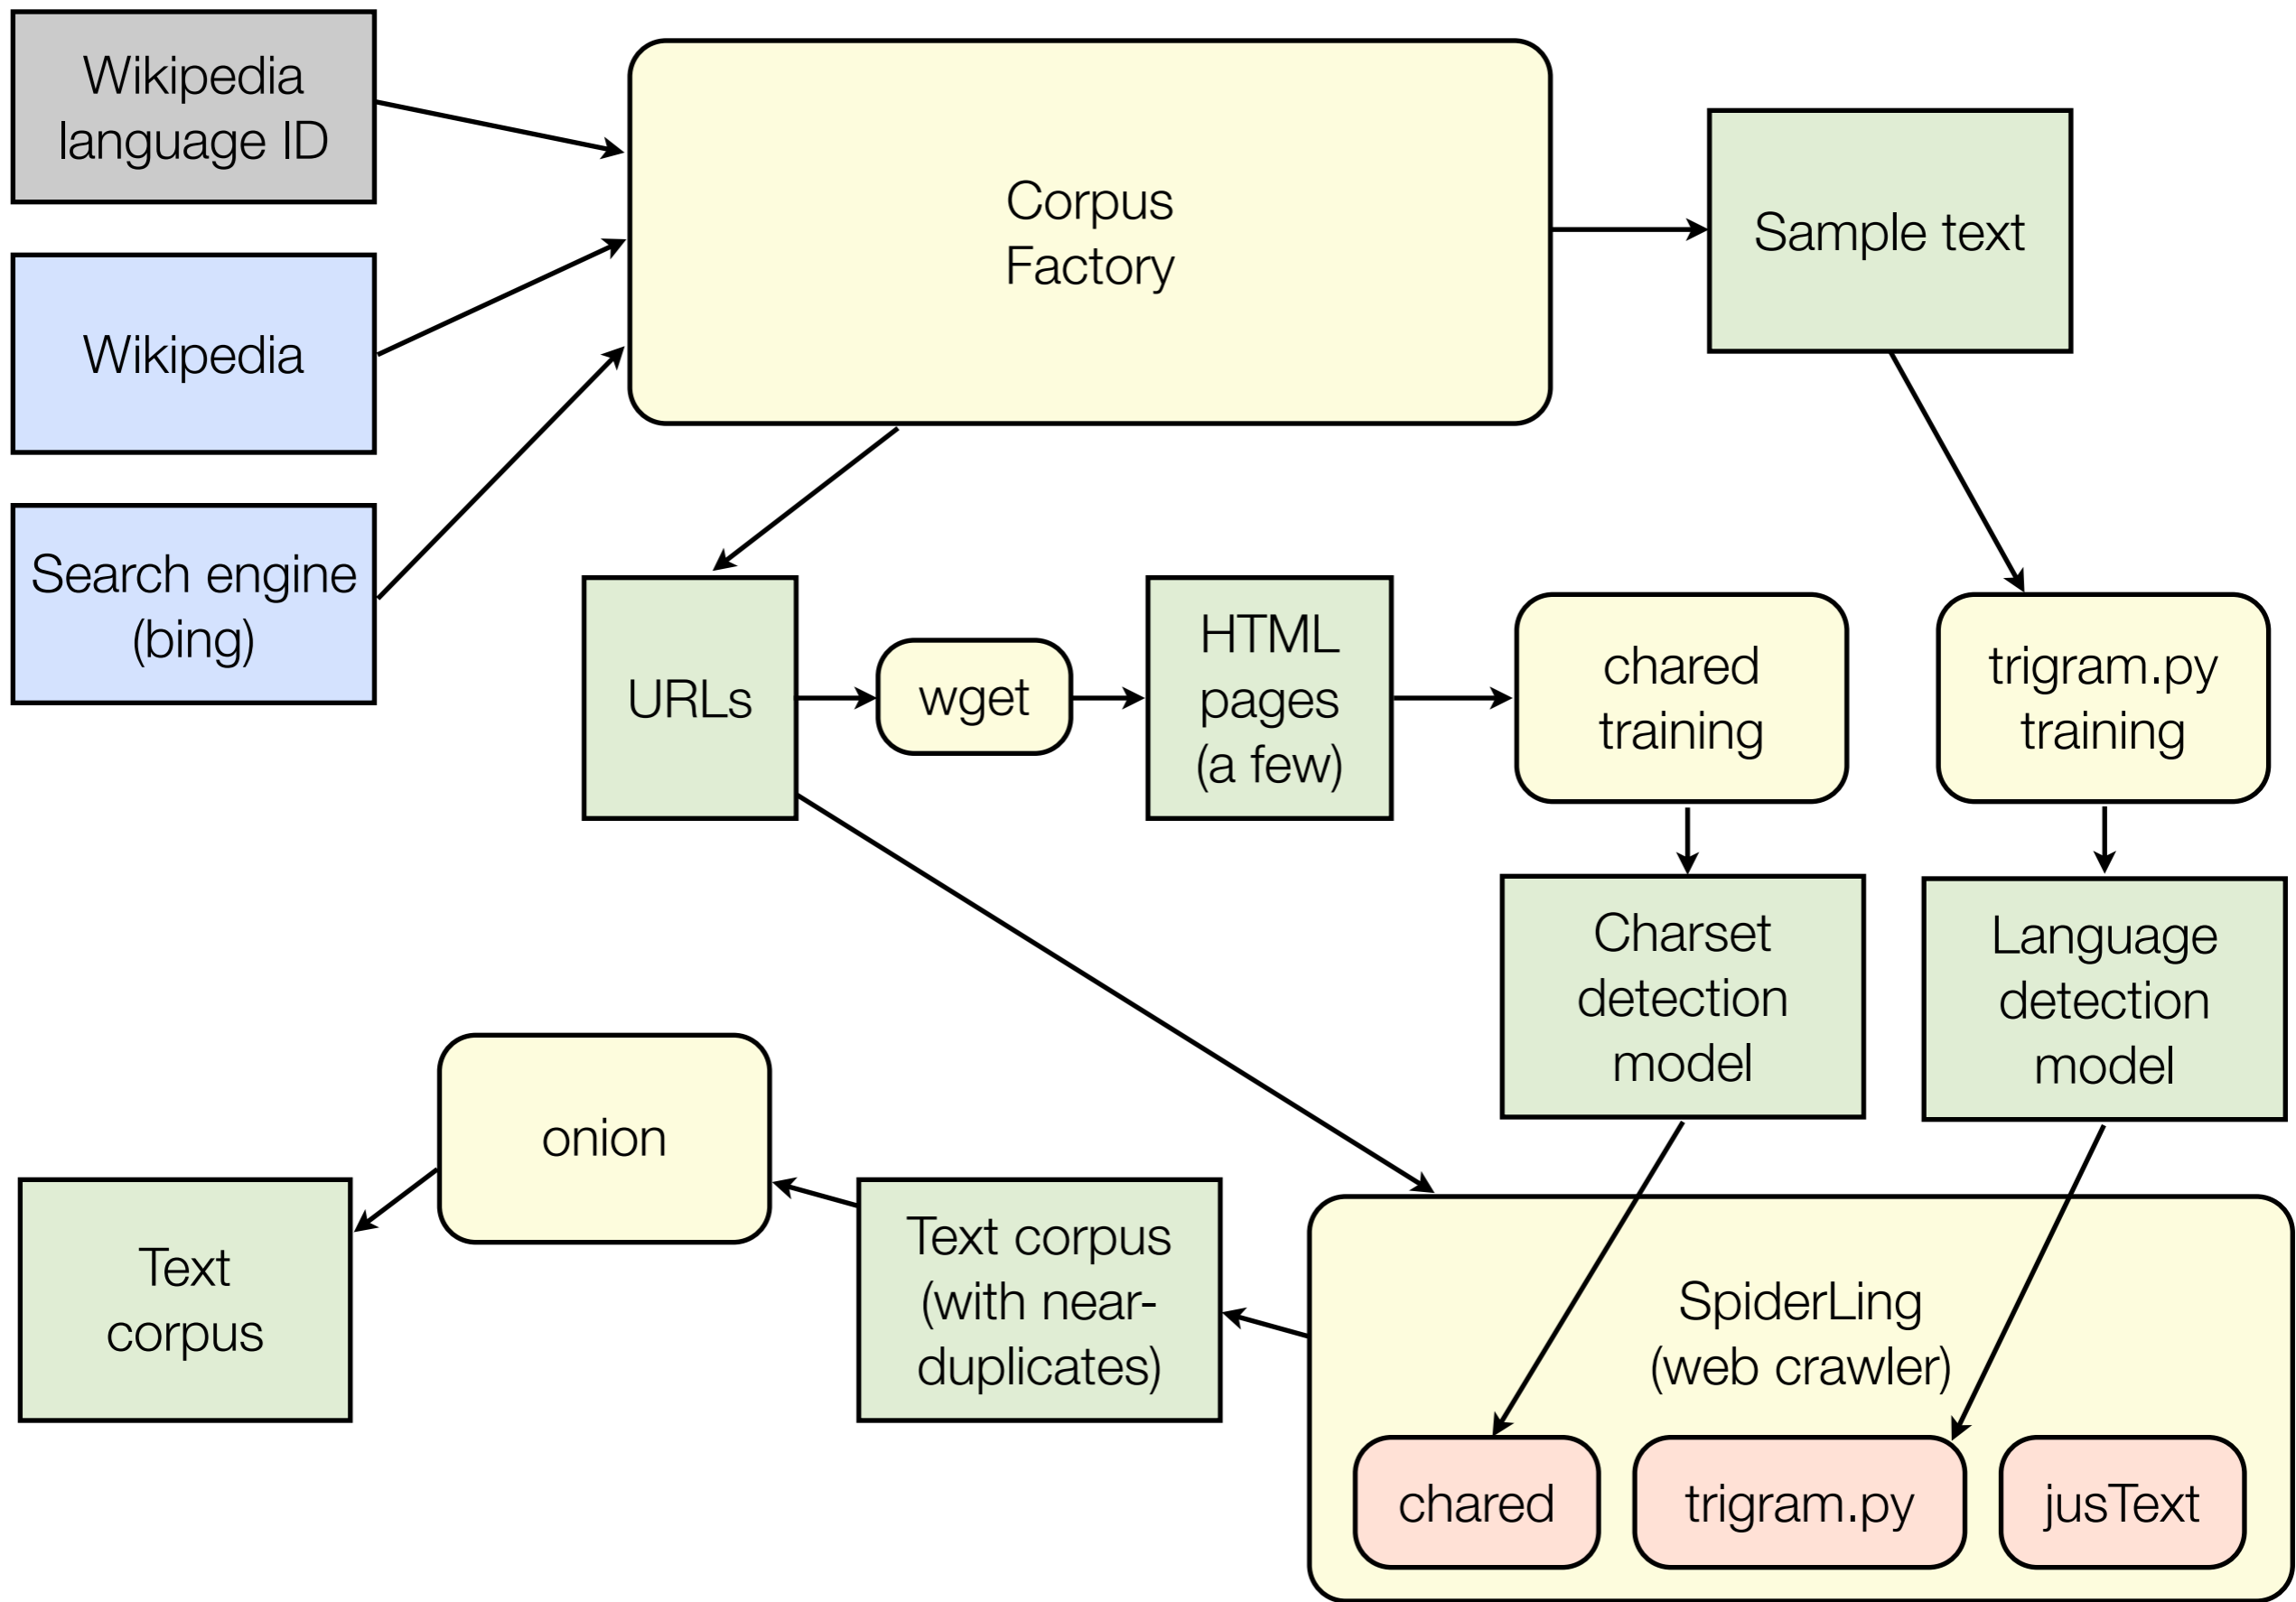 Wikipedia
language ID
Corpus
Factory
Sample text
Wikipedia
Search engine
(bing)
URLs
wget
HTML
pages
(a few)
chared
training
trigram.py
training
Charset
detection
model
Language
detection
model
onion
Text
corpus
Text corpus
(with near-
duplicates)
SpiderLing
(web crawler)
chared
trigram.py
jusText